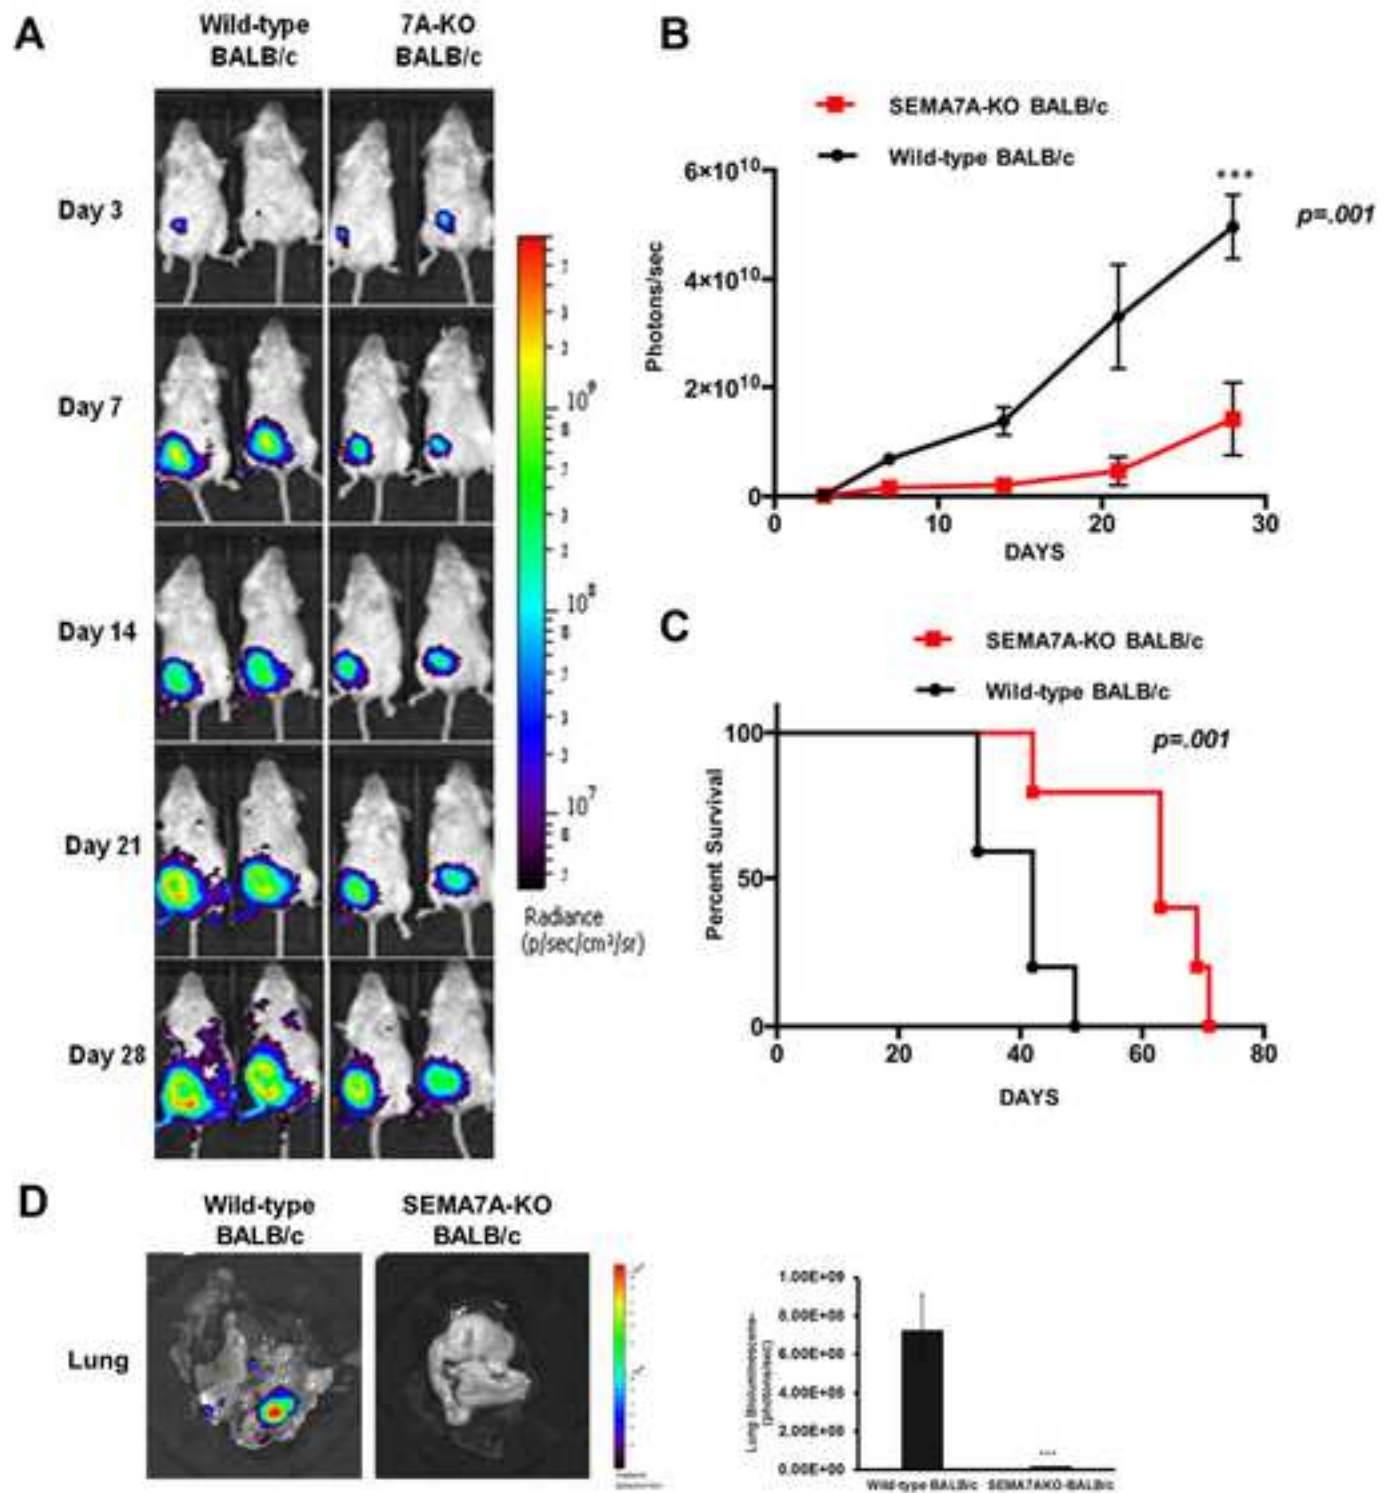 A
Wild-type
BALB/c
7A-KO
BALB/c
Day 3
Day 7
Day 14
Day 21
Day 28
10⁹
10⁸
10⁷
Radiance
(p/sec/cm²/sr)
B
SEMA7A-KO BALB/c
Wild-type BALB/c
6×10¹⁰
4×10¹⁰
2×10¹⁰
0
Photons/sec
***
p=.001
0 10 20 30
DAYS
C
SEMA7A-KO BALB/c
Wild-type BALB/c
p=.001
100
50
0
Percent Survival
0 20 40 60 80
DAYS
D
Wild-type
BALB/c
SEMA7A-KO
BALB/c
Lung
1.00E+09
8.00E+08
6.00E+08
4.00E+08
2.00E+08
0.00E+00
(photons/sec)
***
Wild-type BALB/c SEMA7AKO-BALB/c